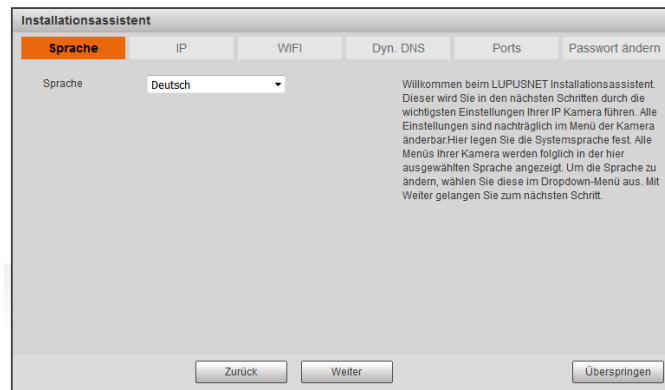 Installationsassistent
Sprache IP WIFI Dyn. DNS Ports Passwort ändern
Sprache Deutsch
Willkommen beim LUPUSNET Installationsassistent.
Dieser wird Sie in den nächsten Schritten durch die
wichtigsten Einstellungen Ihrer IP Kamera führen. Alle
Einstellungen sind nachträglich im Menü der Kamera
änderbar.Hier legen Sie die Systemsprache fest. Alle
Menüs Ihrer Kamera werden folglich in der hier
ausgewählten Sprache angezeigt. Um die Sprache zu
ändern, wählen Sie diese im Dropdown-Menü aus. Mit
Weiter gelangen Sie zum nächsten Schritt.
Zurück Weiter Überspringen